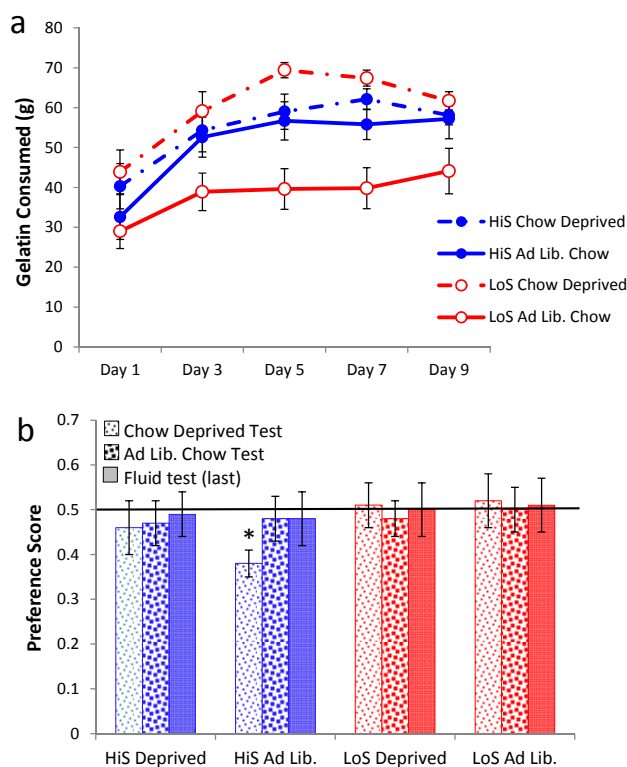 a
Gelatin Consumed (g)
80
70
60
50
40
30
20
10
0
Day 1 Day 3 Day 5 Day 7 Day 9
HiS Chow Deprived
HiS Ad Lib. Chow
LoS Chow Deprived
LoS Ad Lib. Chow
b
Preference Score
0.7
0.6
0.5
0.4
0.3
0.2
0.1
0
Chow Deprived Test
Ad Lib. Chow Test
Fluid test (last)
*
HiS Deprived HiS Ad Lib. LoS Deprived LoS Ad Lib.